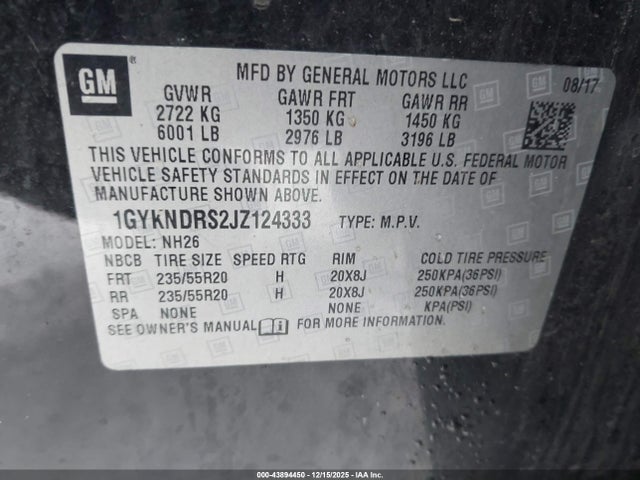 GM
MFD BY GENERAL MOTORS LLC
08/17
GVWR GAWR FRT GAWR RR
2722 KG 1350 KG 1450 KG
6001 LB 2976 LB 3196 LB
THIS VEHICLE CONFORMS TO ALL APPLICABLE U.S. FEDERAL MOTOR
VEHICLE SAFETY STANDARDS IN EFFECT ON THE DATE OF
MANUFACTURE SHOWN ABOVE.
1GYKNDRS2JZ124333 TYPE: M.P.V.
MODEL: NH26
NBCB TIRE SIZE SPEED RTG RIM COLD TIRE PRESSURE
FRT 235/55R20 H 20X8J 250KPA(36PSI)
RR 235/55R20 H 20X8J 250KPA(36PSI)
SPA NONE NONE KPA(PSI)
SEE OWNER'S MANUAL FOR MORE INFORMATION.
000-43894450 - 12/15/2025 - IAA Inc.